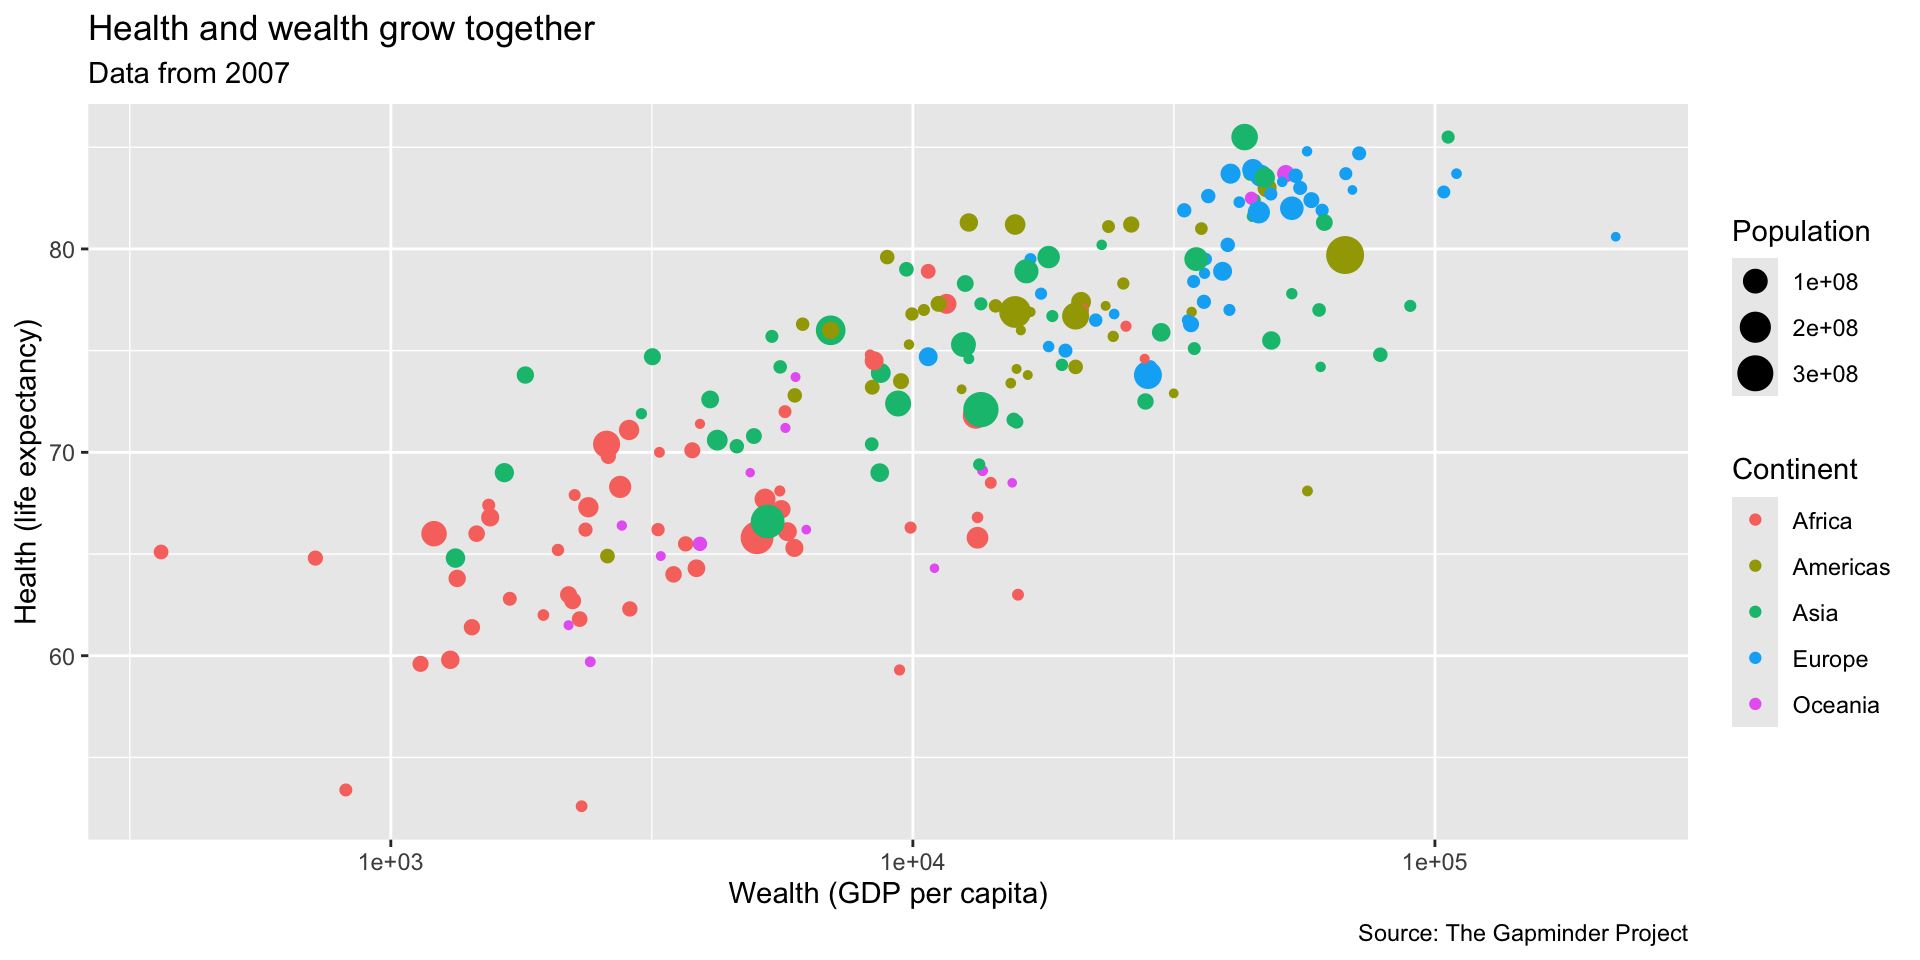 Health and wealth grow together
Data from 2007
Health (life expectancy)
80
70
60
1e+03
1e+04
1e+05
Wealth (GDP per capita)
Population
1e+08
2e+08
3e+08
Continent
Africa
Americas
Asia
Europe
Oceania
Source: The Gapminder Project